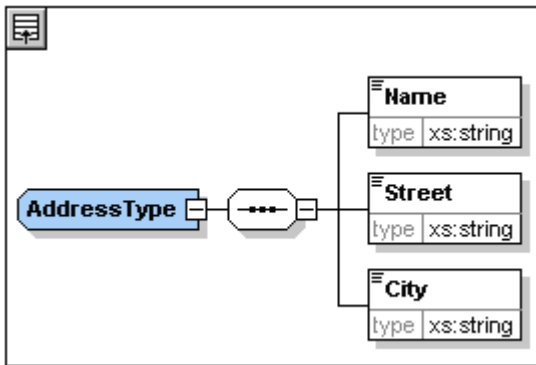 Name
type xs:string
AddressType
Street
type xs:string
City
type xs:string